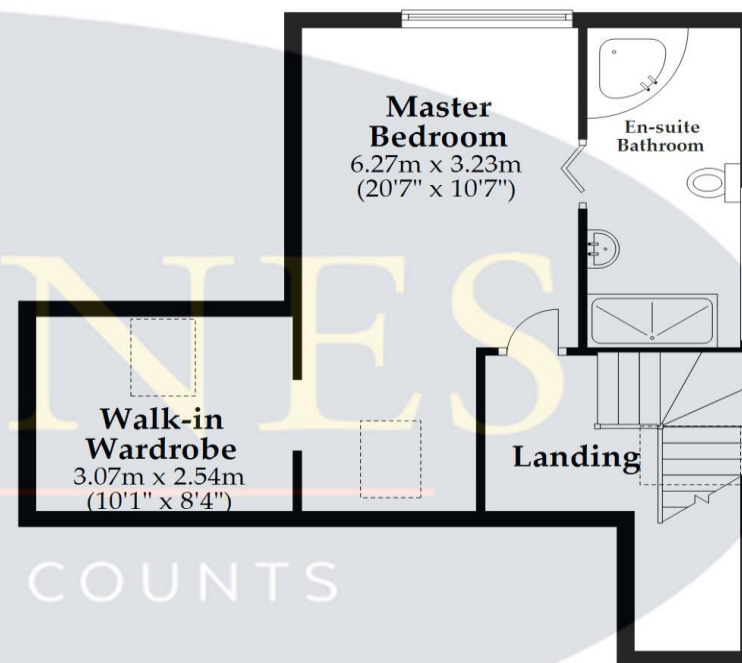 Master
Bedroom
6.27m x 3.23m
(20'7" x 10'7")
En-suite
Bathroom
NES
Walk-in
Wardrobe
3.07m x 2.54m
(10'1" x 8'4")
Landing
COUNTS